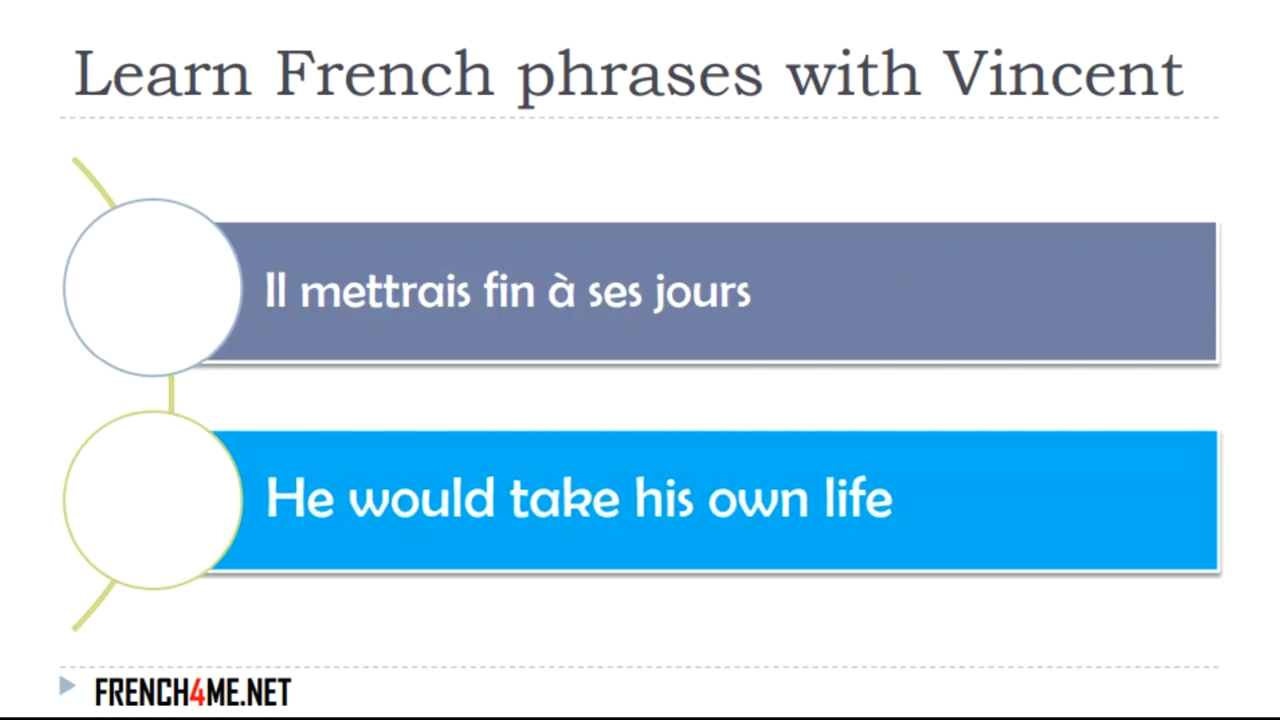 Learn French phrases with Vincent
Il mettrais fin à ses jours
He would take his own life
FRENCH4ME.NET